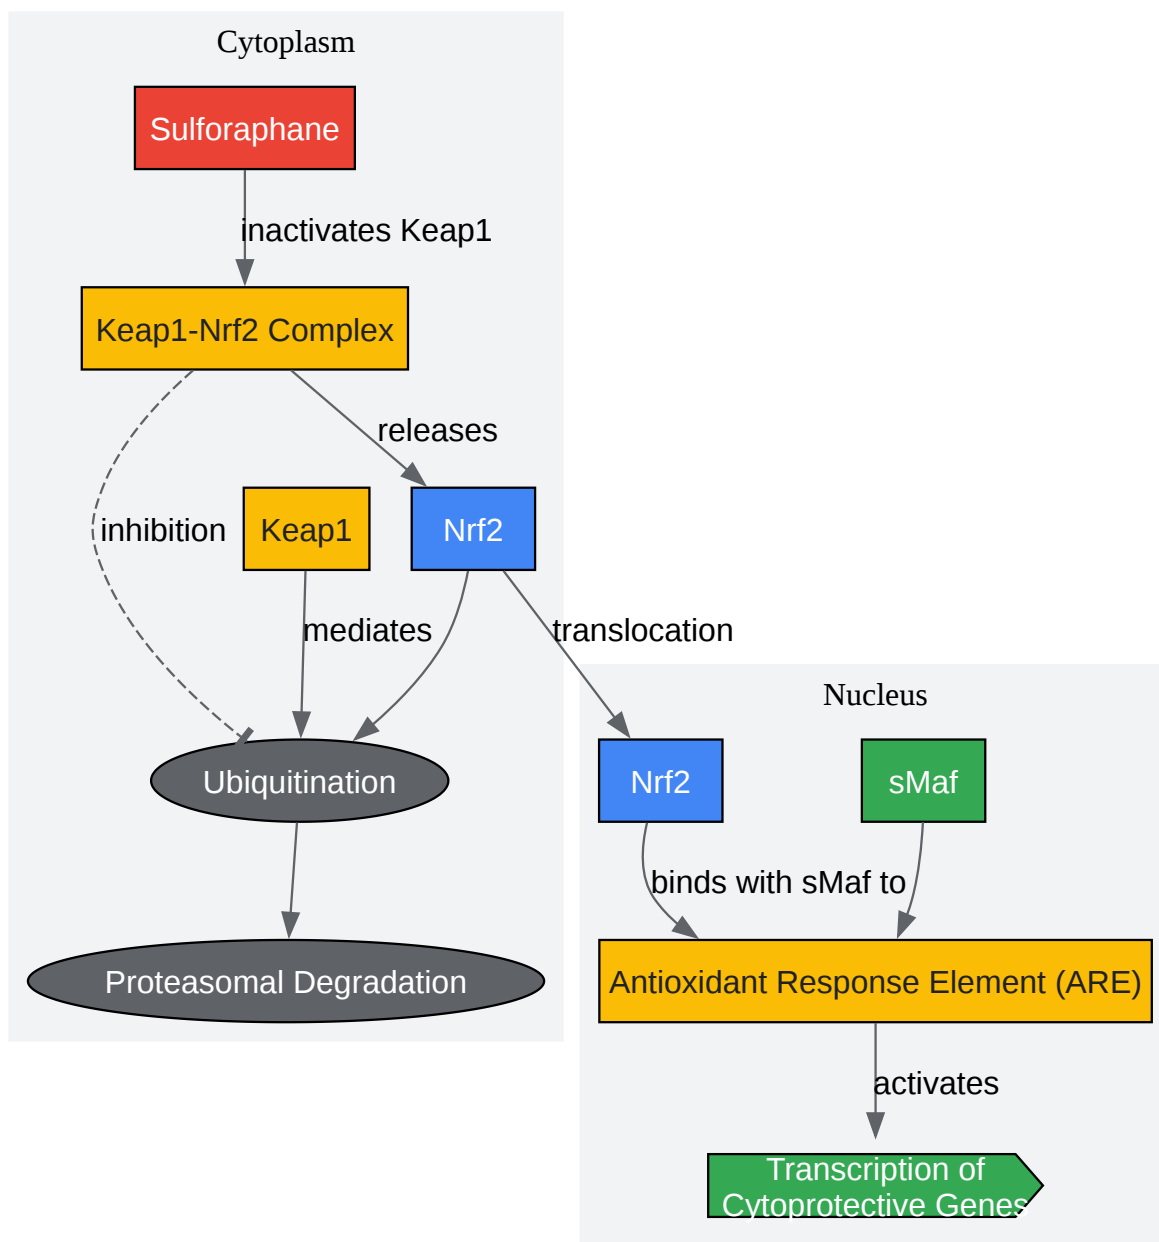 Cytoplasm
Sulforaphane
inactivates Keap1
Keap1-Nrf2 Complex
releases
inhibition
Keap1
Nrf2
mediates
translocation
Nucleus
Ubiquitination
Nrf2
sMaf
binds with sMaf to
Proteasomal Degradation
Antioxidant Response Element (ARE)
activates
Transcription of
Cytoprotective Genes